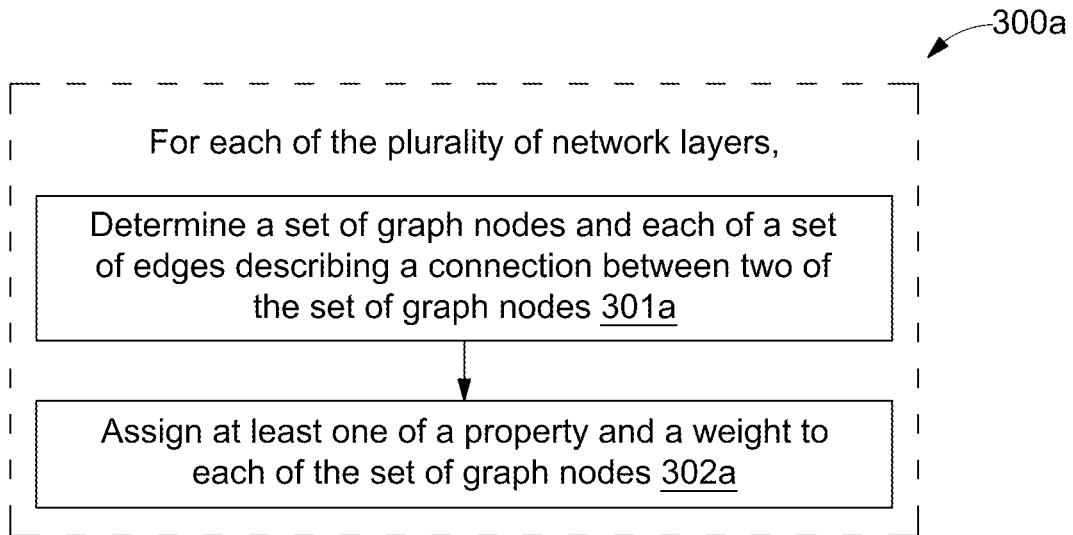 300a
For each of the plurality of network layers,
Determine a set of graph nodes and each of a set
of edges describing a connection between two of
the set of graph nodes 301a
Assign at least one of a property and a weight to
each of the set of graph nodes 302a